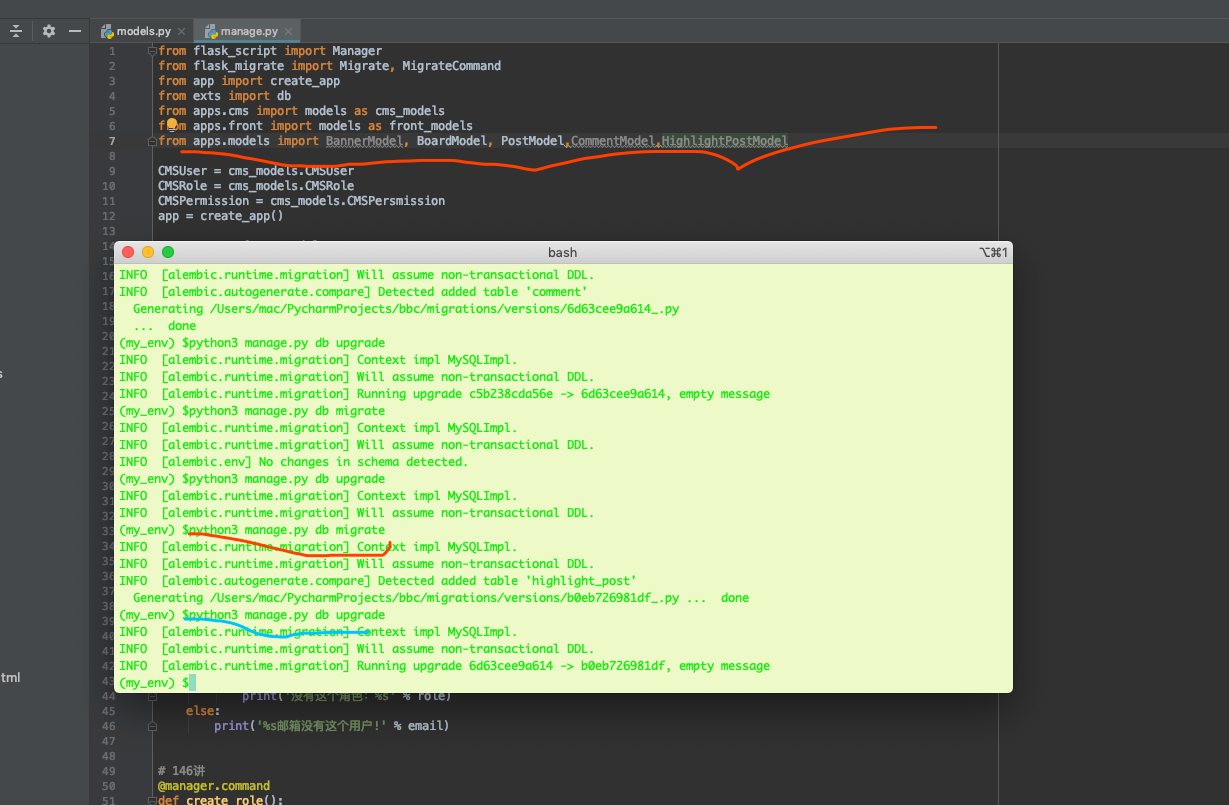 models.py
manage.py
1 from flask_script import Manager
2 from flask_migrate import Migrate, MigrateCommand
3 from app import create_app
4 from exts import db
5 from apps.cms import models as cms_models
6 from apps.front import models as front_models
7 from apps.models import BannerModel, BoardModel, PostModel,CommentModel,HighlightPostModel
8
9 CMSUser = cms_models.CMSUser
10 CMSRole = cms_models.CMSRole
11 CMSPermission = cms_models.CMSPersmission
12 app = create_app()
13
bash
⌥⌘1
INFO  [alembic.runtime.migration] Will assume non-transactional DDL.
INFO  [alembic.autogenerate.compare] Detected added table 'comment'
Generating /Users/mac/PycharmProjects/bbc/migrations/versions/6d63cee9a614_.py
...  done
(my_env) $python3 manage.py db upgrade
INFO  [alembic.runtime.migration] Context impl MySQLImpl.
INFO  [alembic.runtime.migration] Will assume non-transactional DDL.
INFO  [alembic.runtime.migration] Running upgrade c5b238cda56e -> 6d63cee9a614, empty message
(my_env) $python3 manage.py db migrate
INFO  [alembic.runtime.migration] Context impl MySQLImpl.
INFO  [alembic.runtime.migration] Will assume non-transactional DDL.
INFO  [alembic.env] No changes in schema detected.
(my_env) $python3 manage.py db upgrade
INFO  [alembic.runtime.migration] Context impl MySQLImpl.
INFO  [alembic.runtime.migration] Will assume non-transactional DDL.
(my_env) $python3 manage.py db migrate
INFO  [alembic.runtime.migration] Context impl MySQLImpl.
INFO  [alembic.runtime.migration] Will assume non-transactional DDL.
INFO  [alembic.autogenerate.compare] Detected added table 'highlight_post'
Generating /Users/mac/PycharmProjects/bbc/migrations/versions/b0eb726981df_.py ...  done
(my_env) $python3 manage.py db upgrade
INFO  [alembic.runtime.migration] Context impl MySQLImpl.
INFO  [alembic.runtime.migration] Will assume non-transactional DDL.
INFO  [alembic.runtime.migration] Running upgrade 6d63cee9a614 -> b0eb726981df, empty message
(my_env) $
tml
44 print('没有这个角色：%s' % role)
45 else:
46 print('%s邮箱没有这个用户!' % email)
47
48
49 # 146讲
50 @manager.command
51 def create_role():